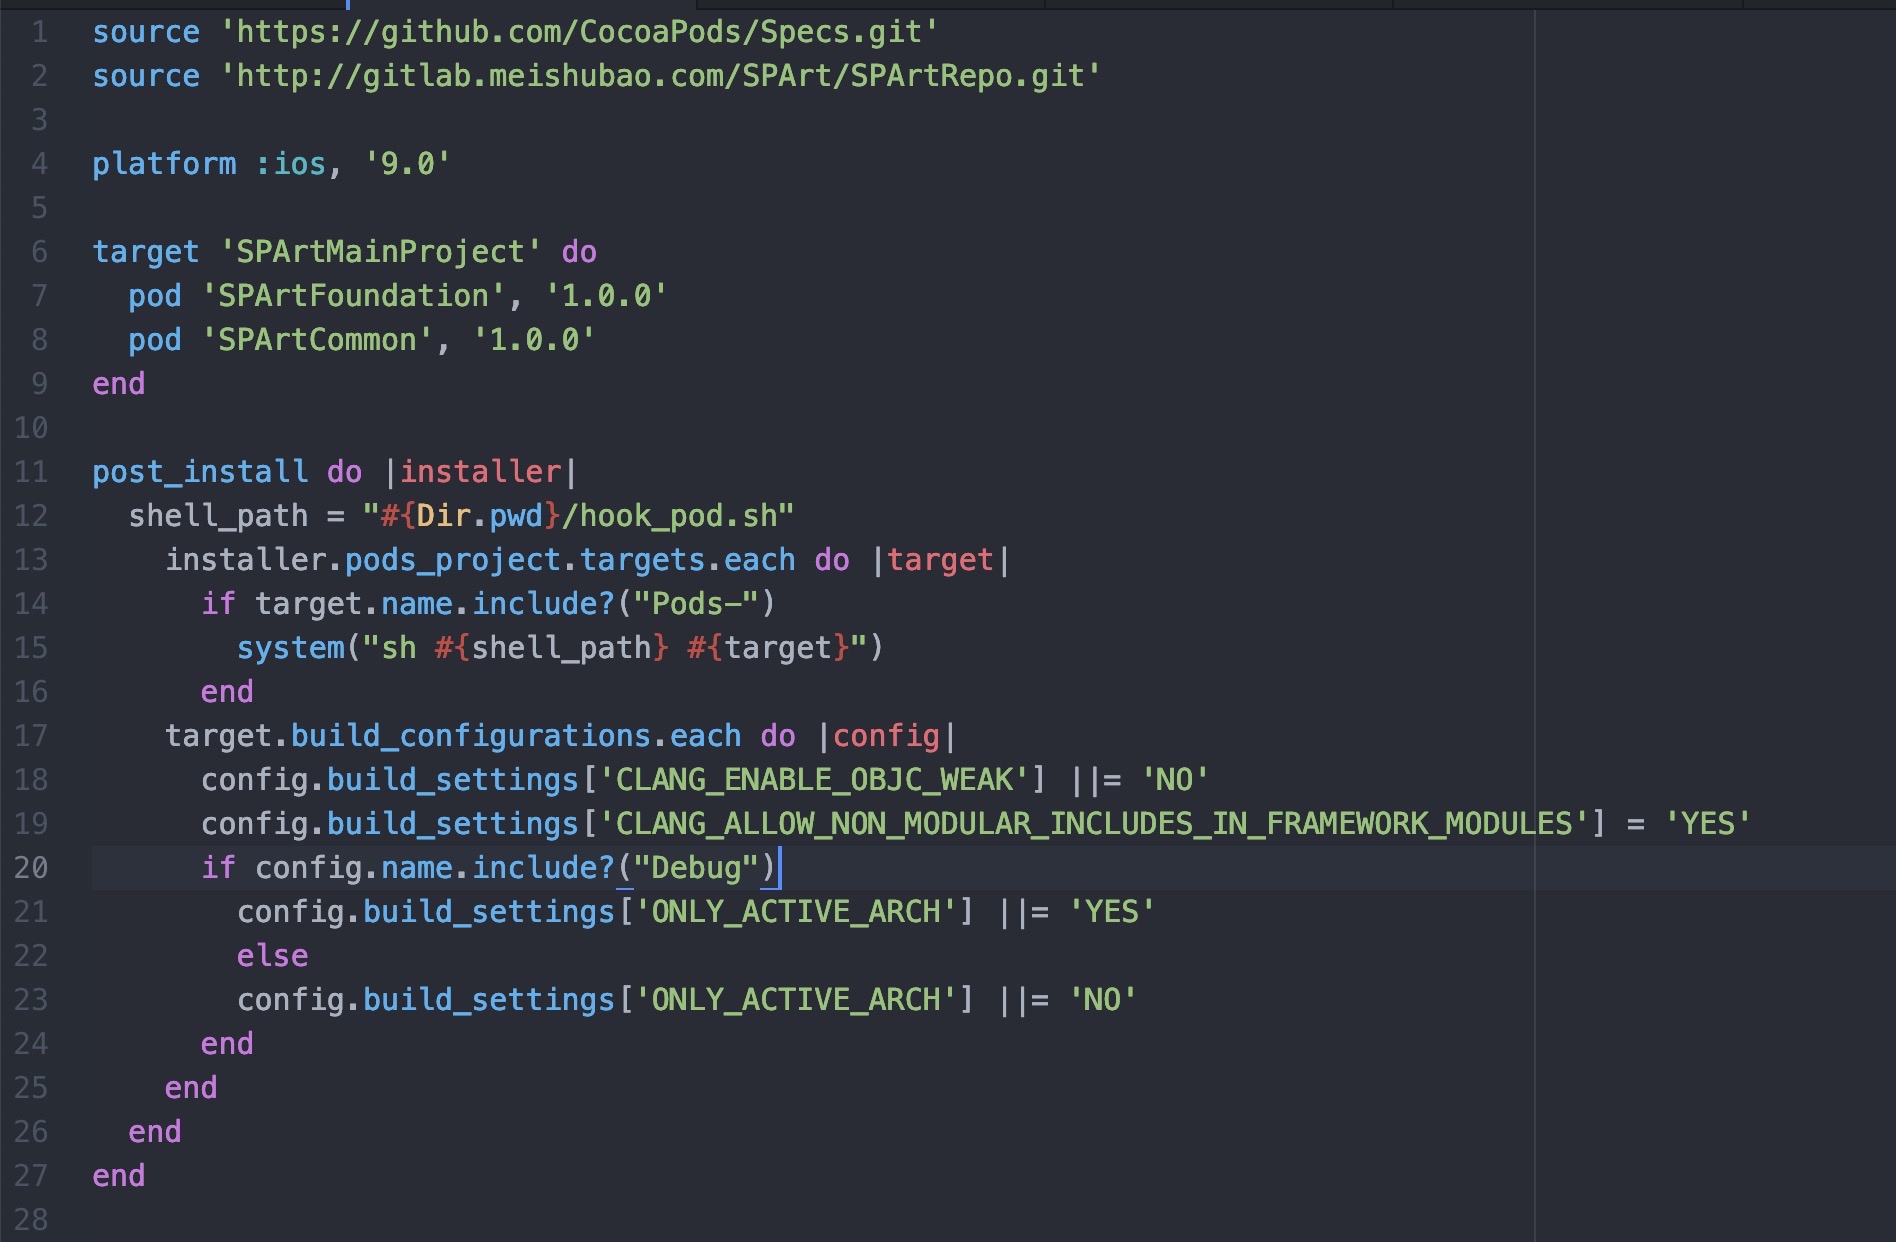 1 source 'https://github.com/CocoaPods/Specs.git'
2 source 'http://gitlab.meishubao.com/SPArt/SPArtRepo.git'
3
4 platform :ios, '9.0'
5
6 target 'SPArtMainProject' do
7   pod 'SPArtFoundation', '1.0.0'
8   pod 'SPArtCommon', '1.0.0'
9 end
10
11 post_install do |installer|
12   shell_path = "#{Dir.pwd}/hook_pod.sh"
13     installer.pods_project.targets.each do |target|
14       if target.name.include?("Pods-")
15         system("sh #{shell_path} #{target}")
16       end
17     target.build_configurations.each do |config|
18       config.build_settings['CLANG_ENABLE_OBJC_WEAK'] ||= 'NO'
19       config.build_settings['CLANG_ALLOW_NON_MODULAR_INCLUDES_IN_FRAMEWORK_MODULES'] = 'YES'
20       if config.name.include?("Debug")
21         config.build_settings['ONLY_ACTIVE_ARCH'] ||= 'YES'
22         else
23         config.build_settings['ONLY_ACTIVE_ARCH'] ||= 'NO'
24       end
25     end
26   end
27 end
28